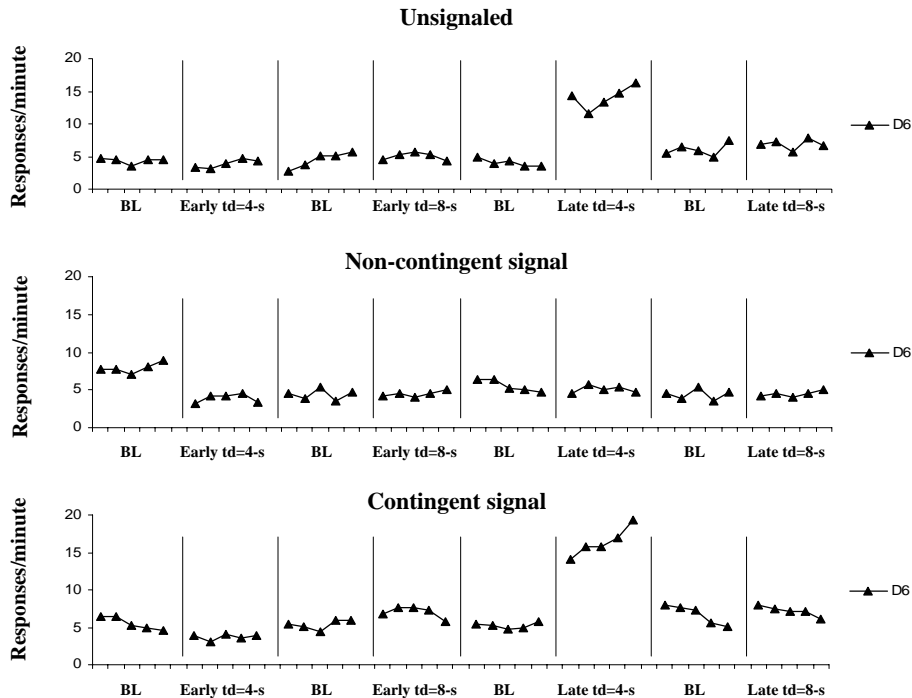 Unsignaled
Responses/minute
20
15
10
5
0
BL Early td=4-s BL Early td=8-s BL Late td=4-s BL Late td=8-s
D6
Non-contingent signal
Responses/minute
20
15
10
5
0
BL Early td=4-s BL Early td=8-s BL Late td=4-s BL Late td=8-s
D6
Contingent signal
Responses/minute
20
15
10
5
0
BL Early td=4-s BL Early td=8-s BL Late td=4-s BL Late td=8-s
D6